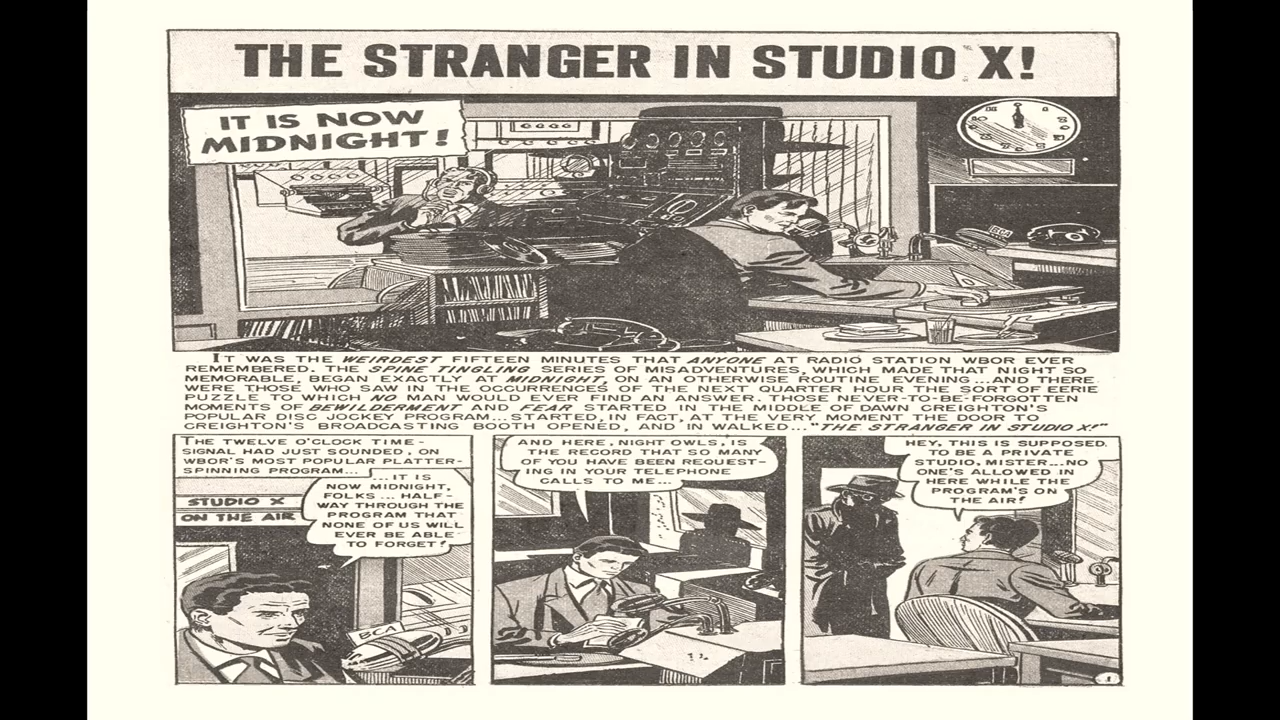 THE STRANGER IN STUDIO X!
IT IS NOW
MIDNIGHT!
IT WAS THE WEIRDEST FIFTEEN MINUTES THAT ANYONE AT RADIO STATION WBOR EVER
REMEMBERED. THE SPINE TINGLING SERIES OF MISADVENTURES, WHICH MADE THAT NIGHT SO
MEMORABLE, BEGAN EXACTLY AT MIDNIGHT, ON AN OTHERWISE ROUTINE EVENING...AND THERE
WERE THOSE WHO SAW IN THE OCCURRENCES OF THE NEXT QUARTER HOUR THE SORT OF EERIE
PUZZLE TO WHICH NO MAN WOULD EVER FIND AN ANSWER. THOSE NEVER-TO-BE-FORGOTTEN
MOMENTS OF BEWILDERMENT AND FEAR STARTED IN THE MIDDLE OF DAWN CREIGHTON'S
POPULAR DISC JOCKEY PROGRAM... STARTED, IN FACT, AT THE VERY MOMENT THE DOOR TO
CREIGHTON'S BROADCASTING BOOTH OPENED, AND IN WALKED..."THE STRANGER IN STUDIO X!"
THE TWELVE O'CLOCK TIME-
SIGNAL HAD JUST SOUNDED, ON
WBOR'S MOST POPULAR PLATTER-
SPINNING PROGRAM...
...IT IS
NOW MIDNIGHT,
FOLKS... HALF-
WAY THROUGH THE
PROGRAM THAT
NONE OF US WILL
EVER BE ABLE
TO FORGET!
STUDIO X
ON THE AIR
BCA
AND HERE, NIGHT OWLS, IS
THE RECORD THAT SO MANY
OF YOU HAVE BEEN REQUEST-
ING IN YOUR TELEPHONE
CALLS TO ME...
HEY, THIS IS SUPPOSED
TO BE A PRIVATE
STUDIO, MISTER...NO
ONE'S ALLOWED IN
HERE WHILE THE
PROGRAM'S ON
THE AIR!
1